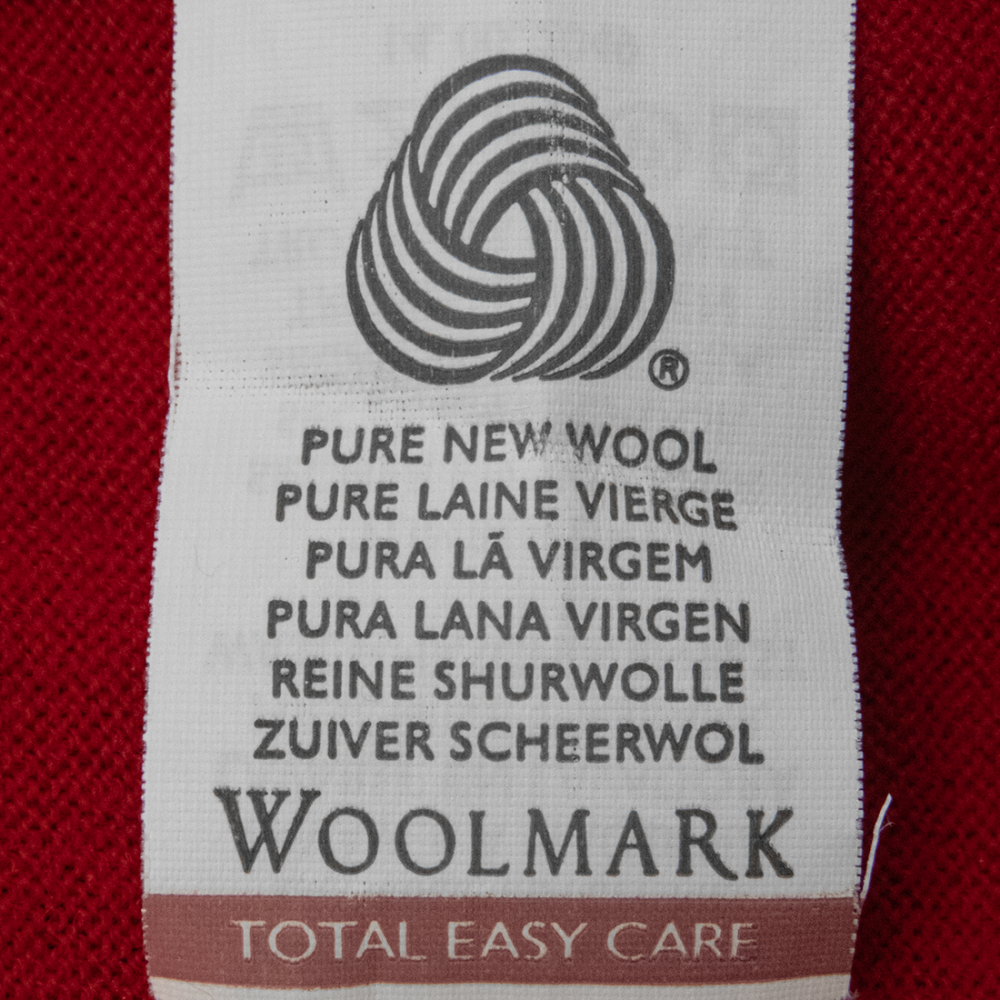 ®
PURE NEW WOOL
PURE LAINE VIERGE
PURA LÃ VIRGEM
PURA LANA VIRGEN
REINE SHURWOLLE
ZUIVER SCHEERWOL
WOOLMARK
TOTAL EASY CARE